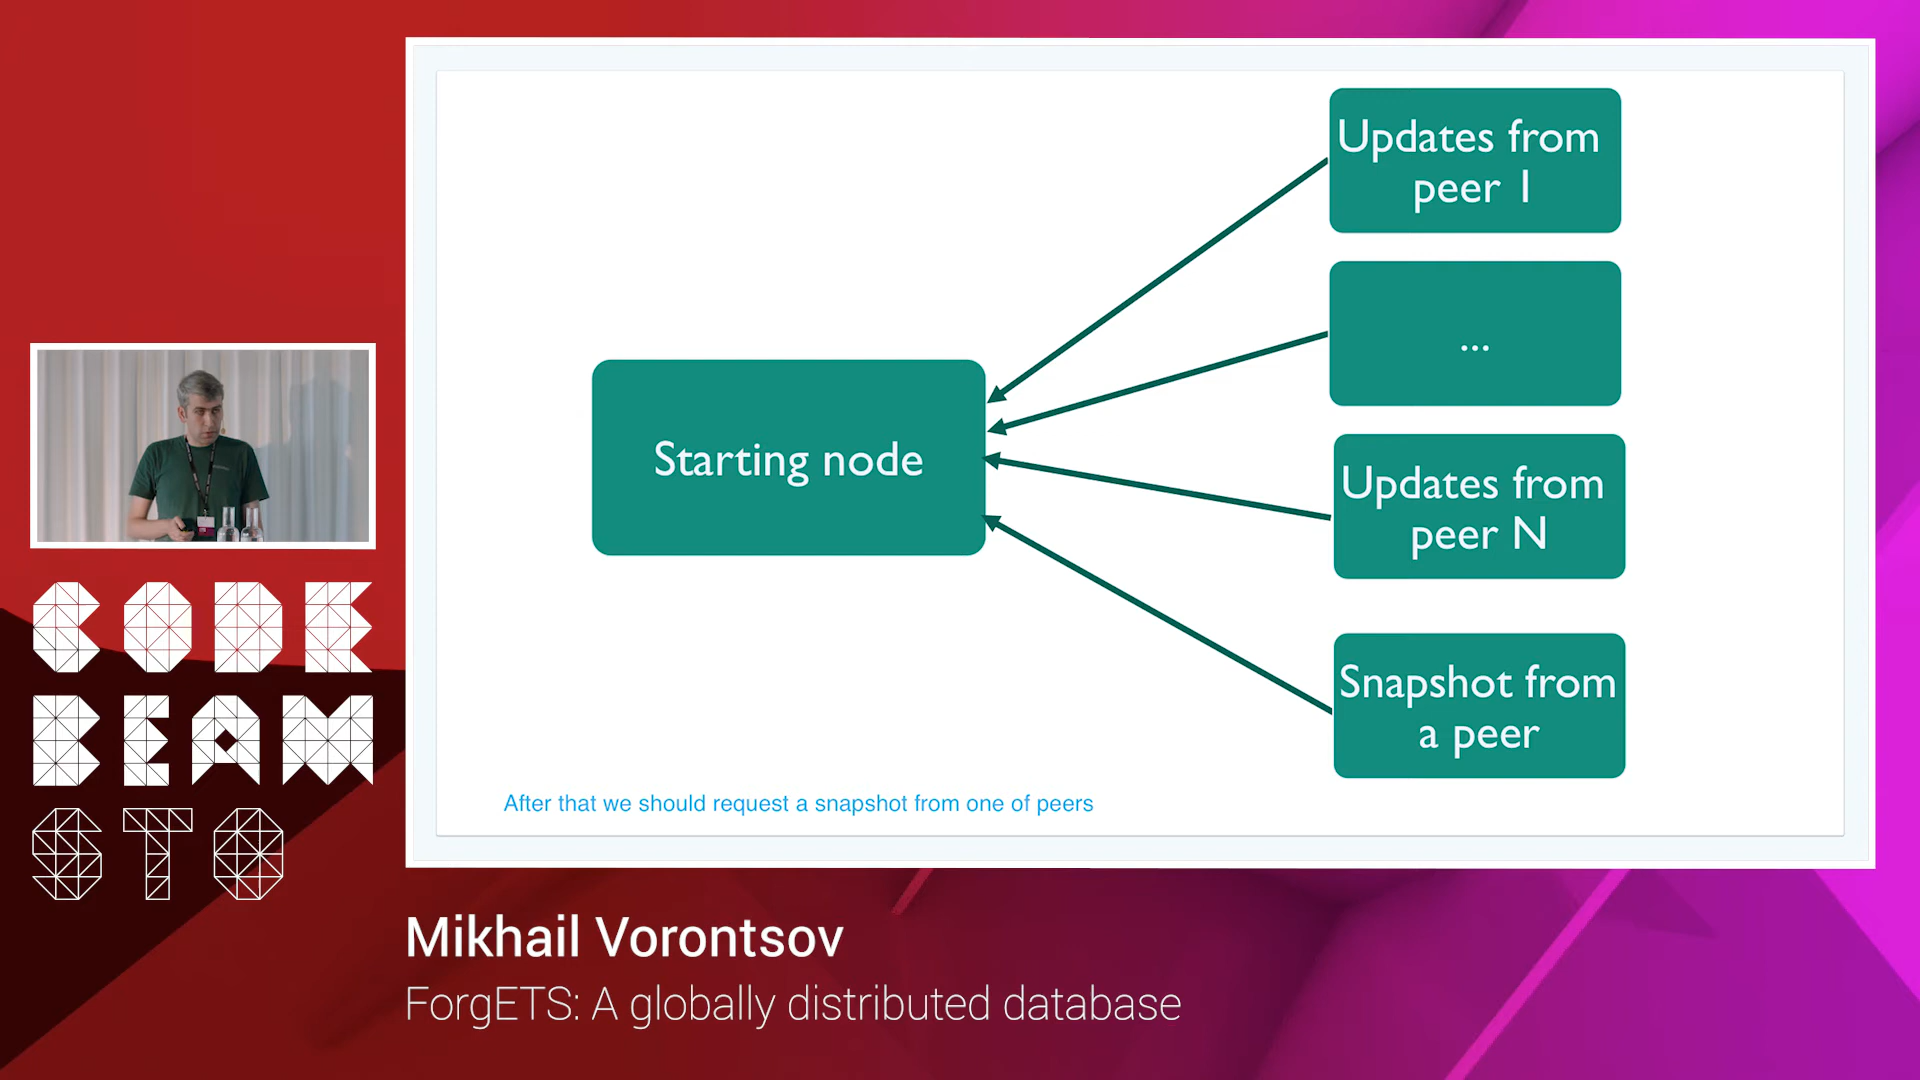 Updates from
peer 1
...
Starting node
Updates from
peer N
Snapshot from
a peer
After that we should request a snapshot from one of peers
CODE
BEAM
STO
Mikhail Vorontsov
ForgETS: A globally distributed database